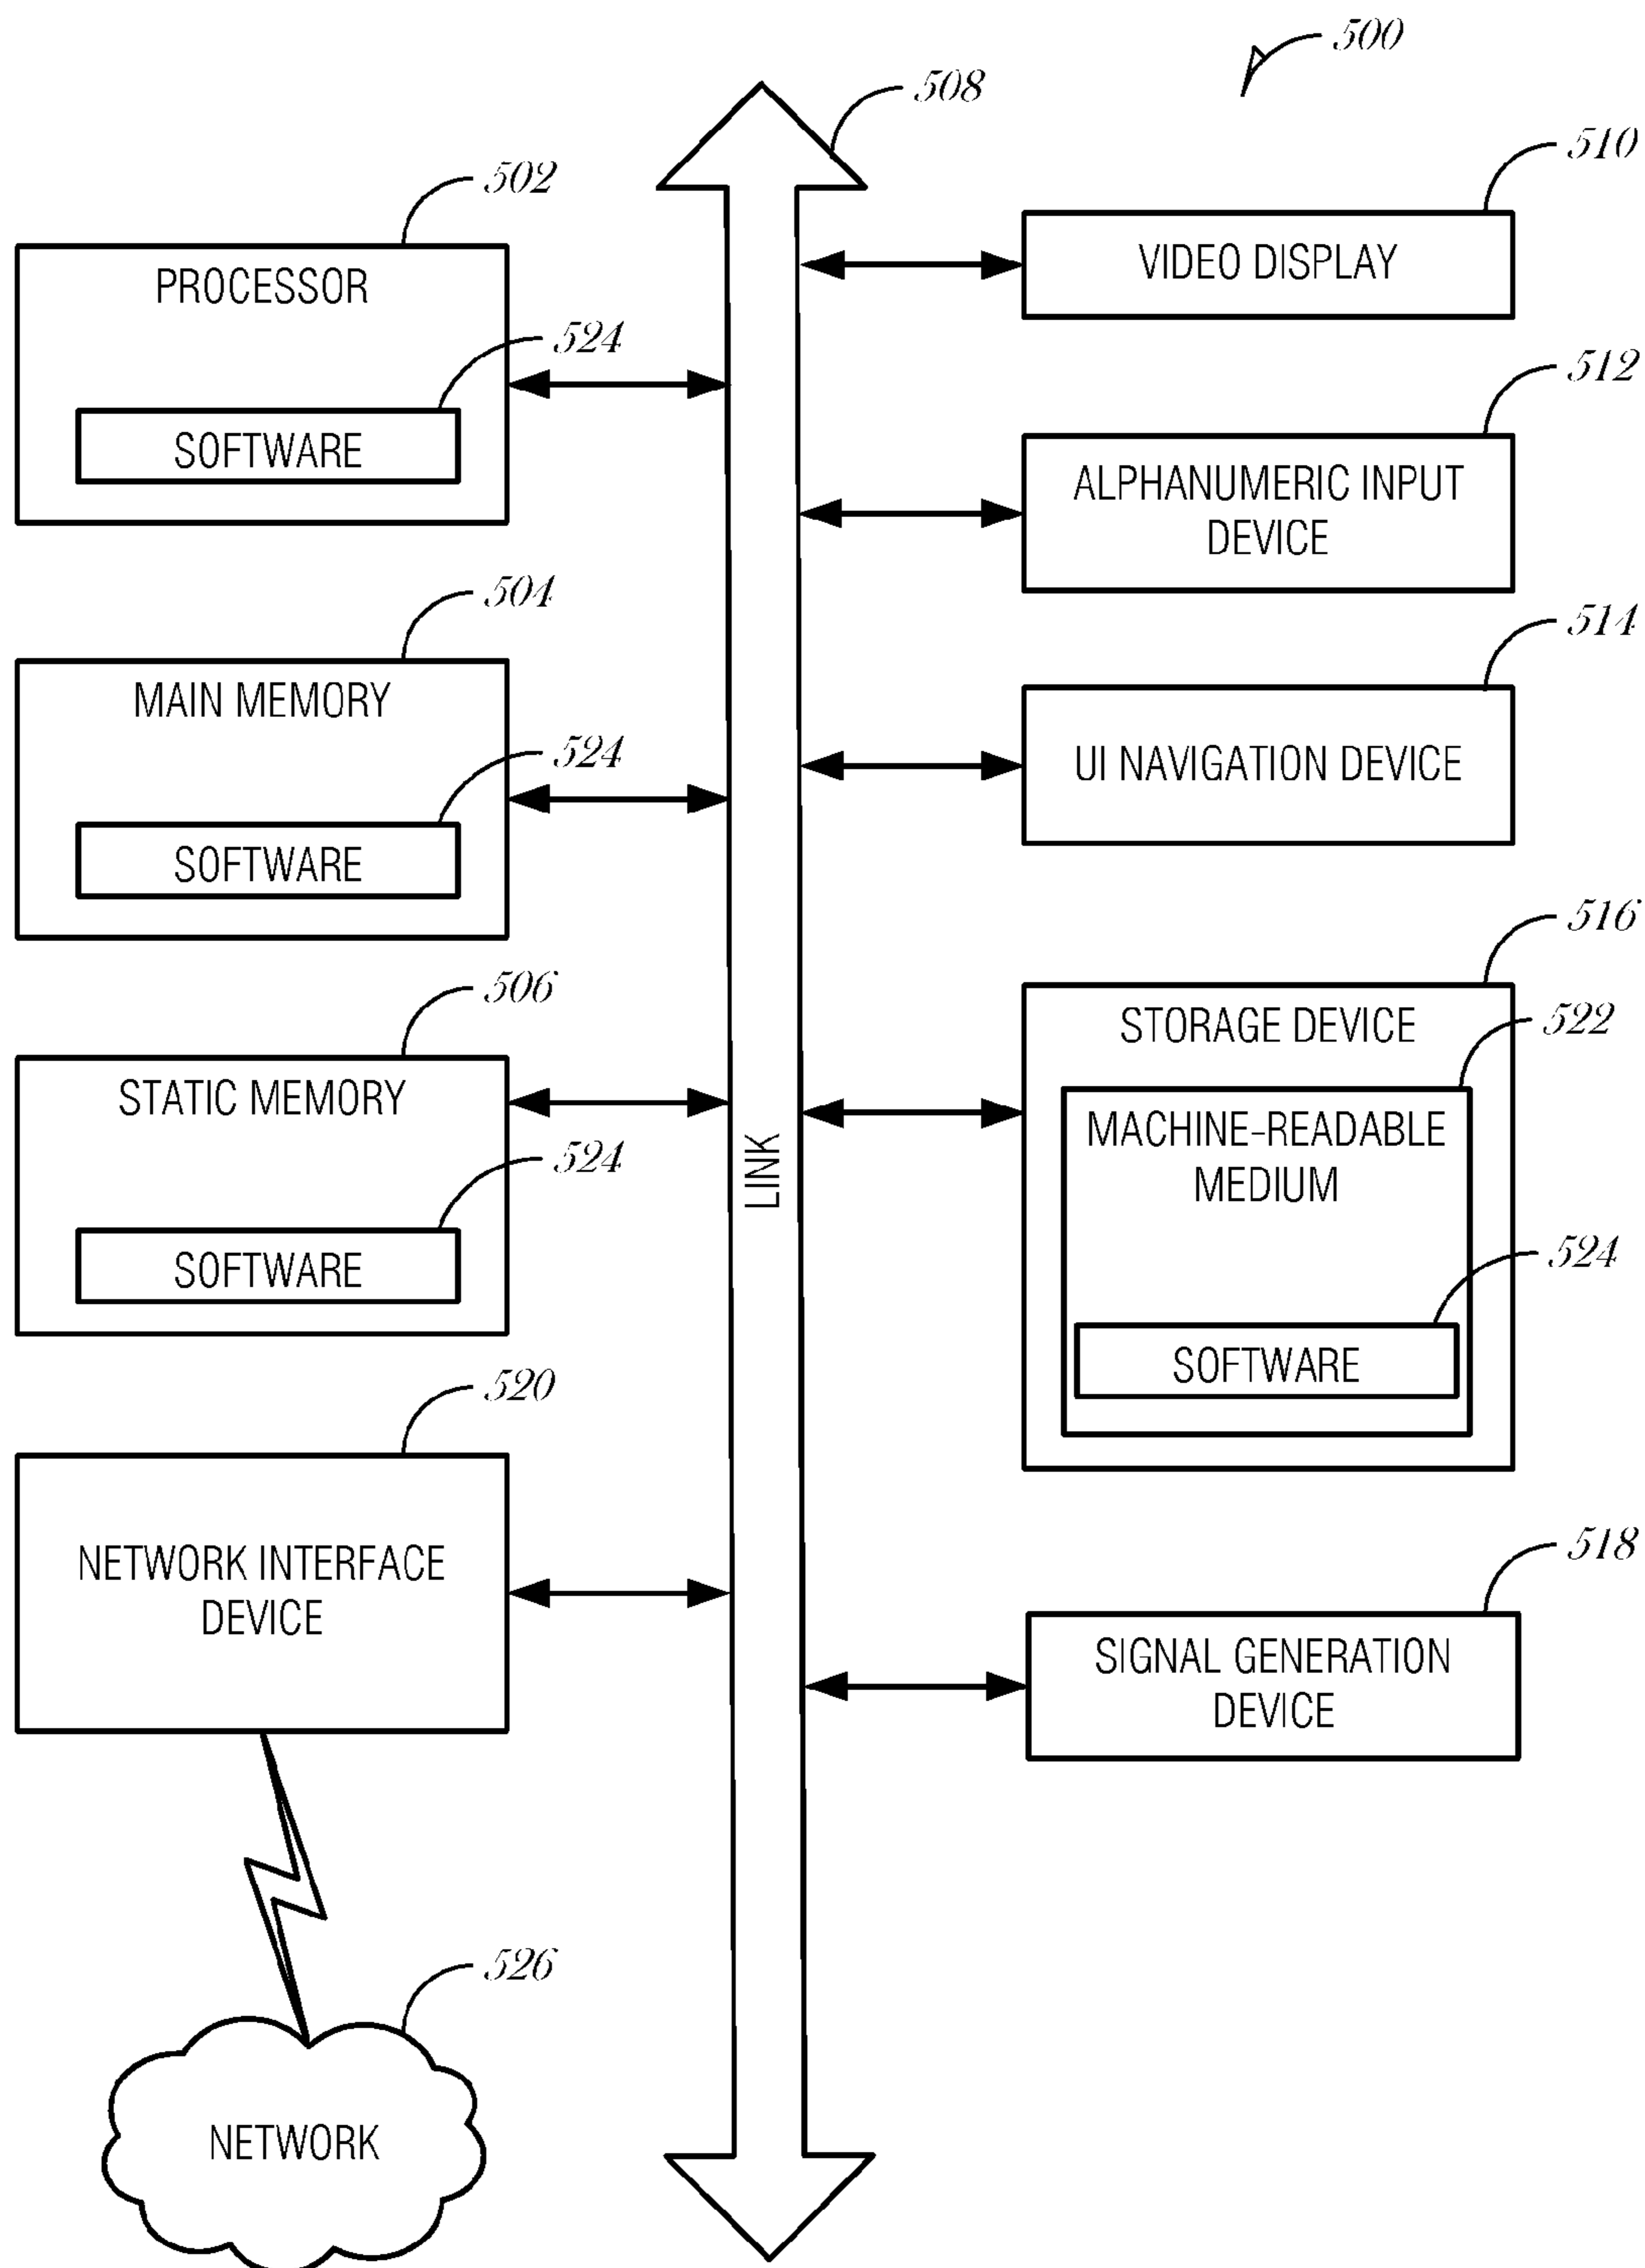 500
508
510
502
VIDEO DISPLAY
PROCESSOR
524
SOFTWARE
512
ALPHANUMERIC INPUT
DEVICE
504
MAIN MEMORY
524
SOFTWARE
514
UI NAVIGATION DEVICE
506
STATIC MEMORY
524
SOFTWARE
LINK
516
STORAGE DEVICE
522
MACHINE-READABLE
MEDIUM
524
SOFTWARE
520
NETWORK INTERFACE
DEVICE
518
SIGNAL GENERATION
DEVICE
526
NETWORK